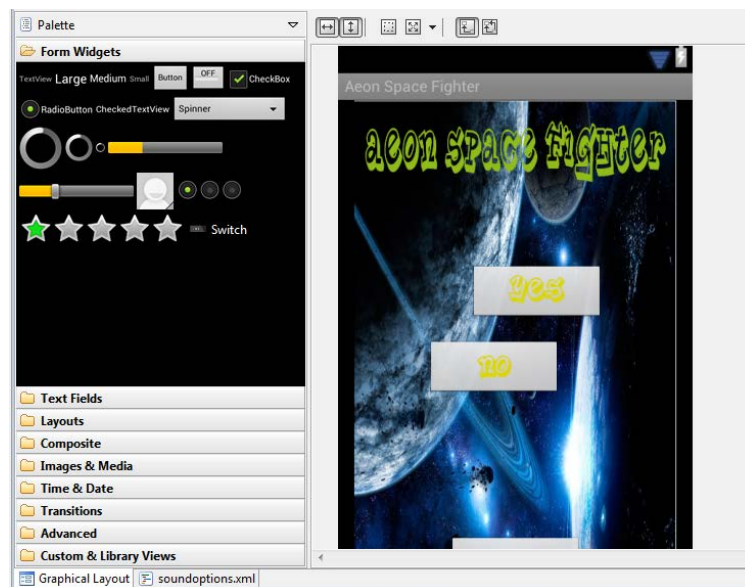 Palette
Form Widgets
TextView Large Medium Small Button OFF CheckBox
RadioButton CheckedTextView Spinner
Switch
Text Fields
Layouts
Composite
Images & Media
Time & Date
Transitions
Advanced
Custom & Library Views
Graphical Layout soundoptions.xml
Aeon Space Fighter
aeon space Fighter
yes
no